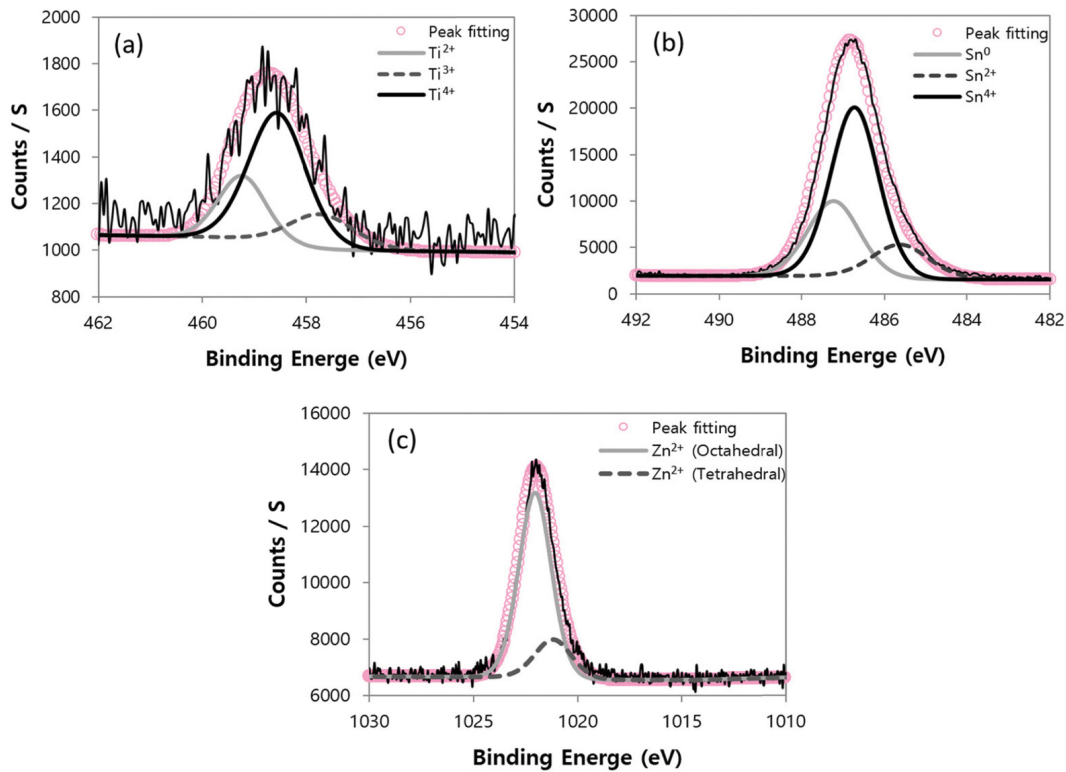 (a)
Peak fitting
Ti²⁺
Ti³⁺
Ti⁴⁺
2000
1800
1600
1400
1200
1000
800
Counts / S
462 460 458 456 454
Binding Energe (eV)
(b)
Peak fitting
Sn⁰
Sn²⁺
Sn⁴⁺
30000
25000
20000
15000
10000
5000
0
Counts / S
492 490 488 486 484 482
Binding Energe (eV)
(c)
Peak fitting
Zn²⁺ (Octahedral)
Zn²⁺ (Tetrahedral)
16000
14000
12000
10000
8000
6000
Counts / S
1030 1025 1020 1015 1010
Binding Energe (eV)